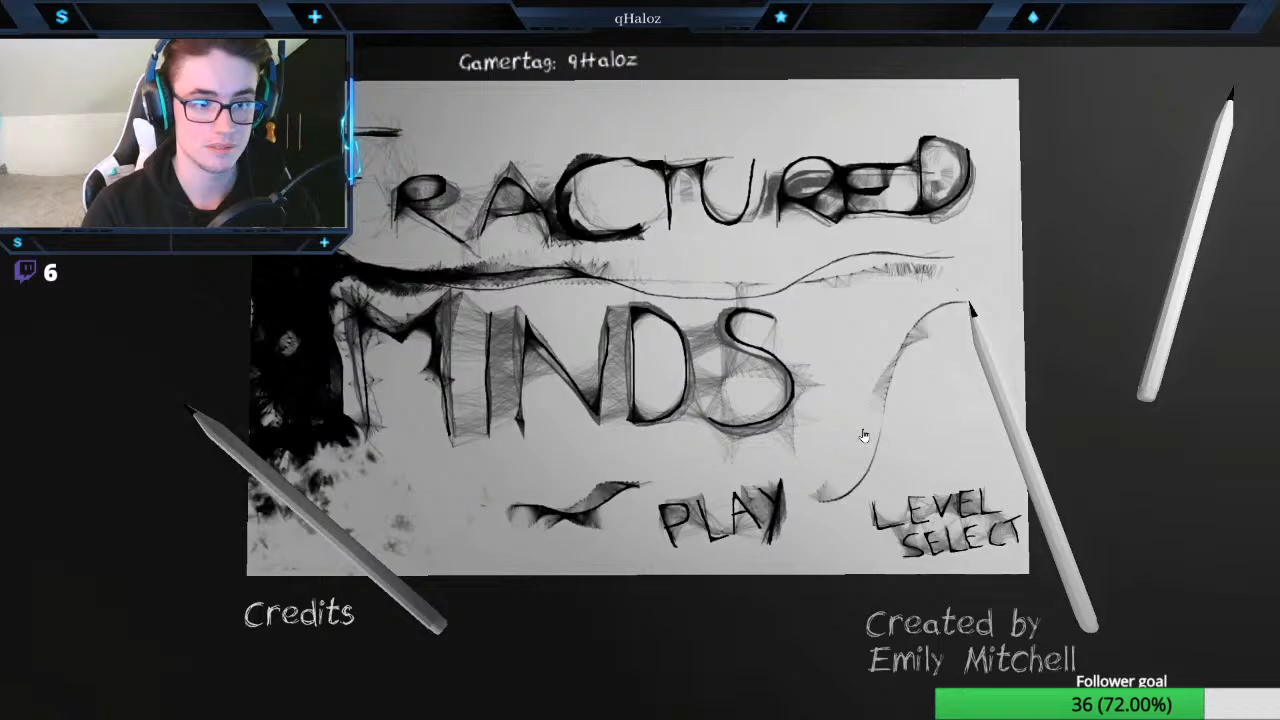 qHaloz
Gamertag: qHaloz
FRACTURED
MINDS
6
PLAY
LEVEL
SELECT
Credits
Created by
Emily Mitchell
Follower goal
36 (72.00%)